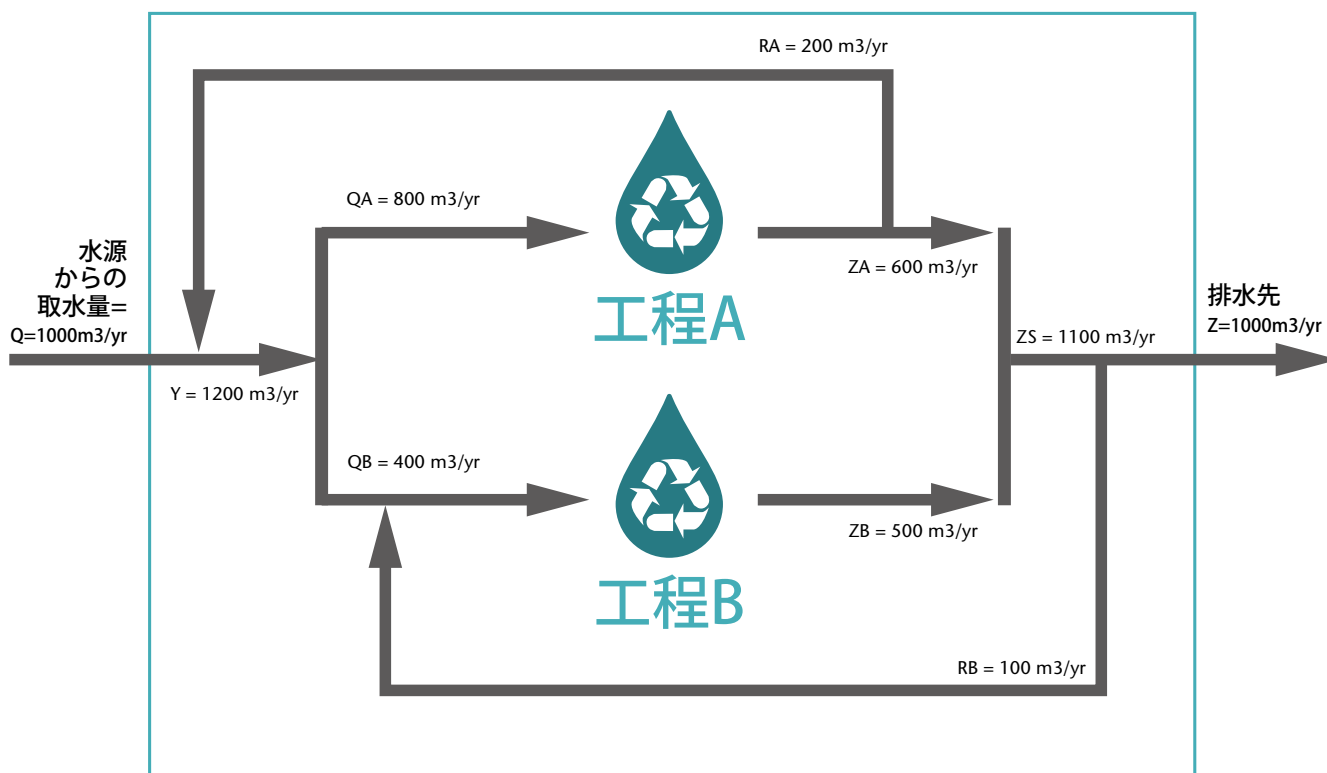 RA = 200 m3/yr
QA = 800 m3/yr
水源
からの
取水量=
Q=1000m3/yr
ZA = 600 m3/yr
工程A
排水先
Z=1000m3/yr
ZS = 1100 m3/yr
Y = 1200 m3/yr
QB = 400 m3/yr
ZB = 500 m3/yr
工程B
RB = 100 m3/yr